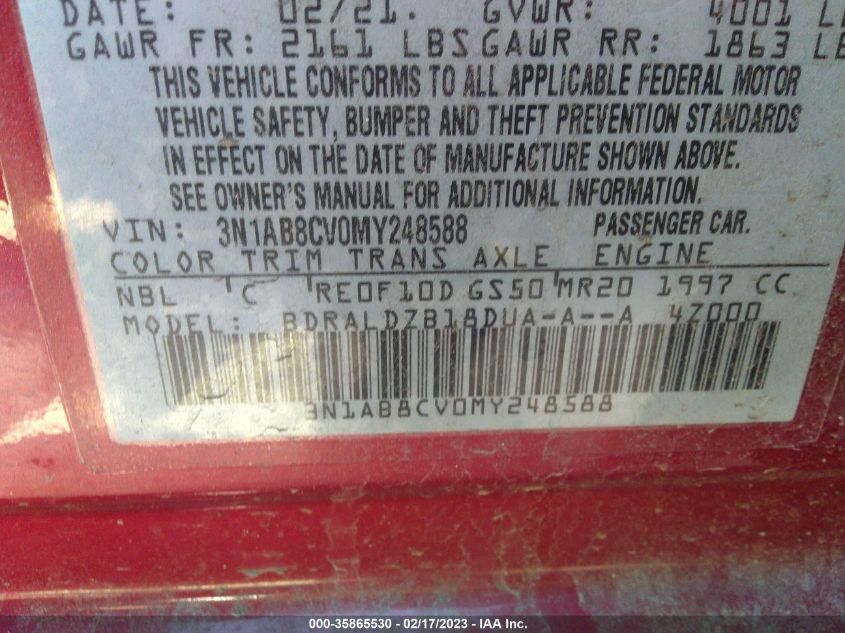 DATE: 02/21. GVWR: 4001 L
GAWR FR: 2161 LBS GAWR RR: 1863 LB
THIS VEHICLE CONFORMS TO ALL APPLICABLE FEDERAL MOTOR
VEHICLE SAFETY, BUMPER AND THEFT PREVENTION STANDARDS
IN EFFECT ON THE DATE OF MANUFACTURE SHOWN ABOVE.
SEE OWNER'S MANUAL FOR ADDITIONAL INFORMATION.
VIN: 3N1AB8CV0MY248588 PASSENGER CAR.
COLOR TRIM TRANS AXLE ENGINE
NBL C RE0F10D GS50 MR20 1997 CC
MODEL: BDRALDZB18DUA-A--A 4Z000
3N1AB8CV0MY248588
000-35865530 - 02/17/2023 - IAA Inc.